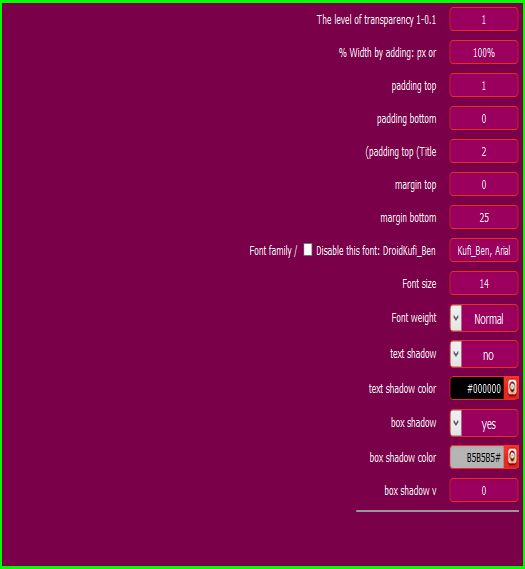 The level of transparency 1-0.1 1
% Width by adding: px or 100%
padding top 1
padding bottom 0
(padding top (Title 2
margin top 0
margin bottom 25
Font family / Disable this font: DroidKufi_Ben Kufi_Ben, Arial
Font size 14
Font weight Normal
text shadow no
text shadow color #000000
box shadow yes
box shadow color B5B5B5#
box shadow v 0